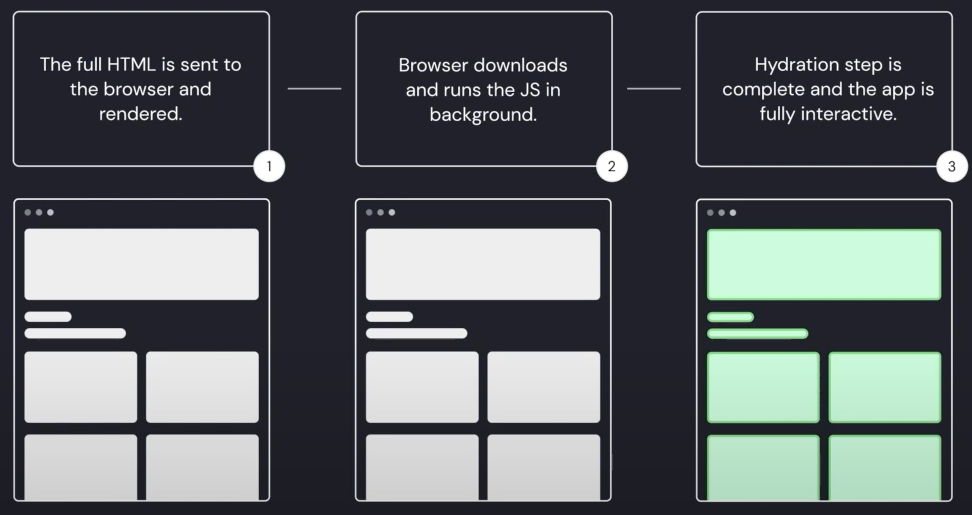 The full HTML is sent to
the browser and
rendered.
1
Browser downloads
and runs the JS in
background.
2
Hydration step is
complete and the app is
fully interactive.
3